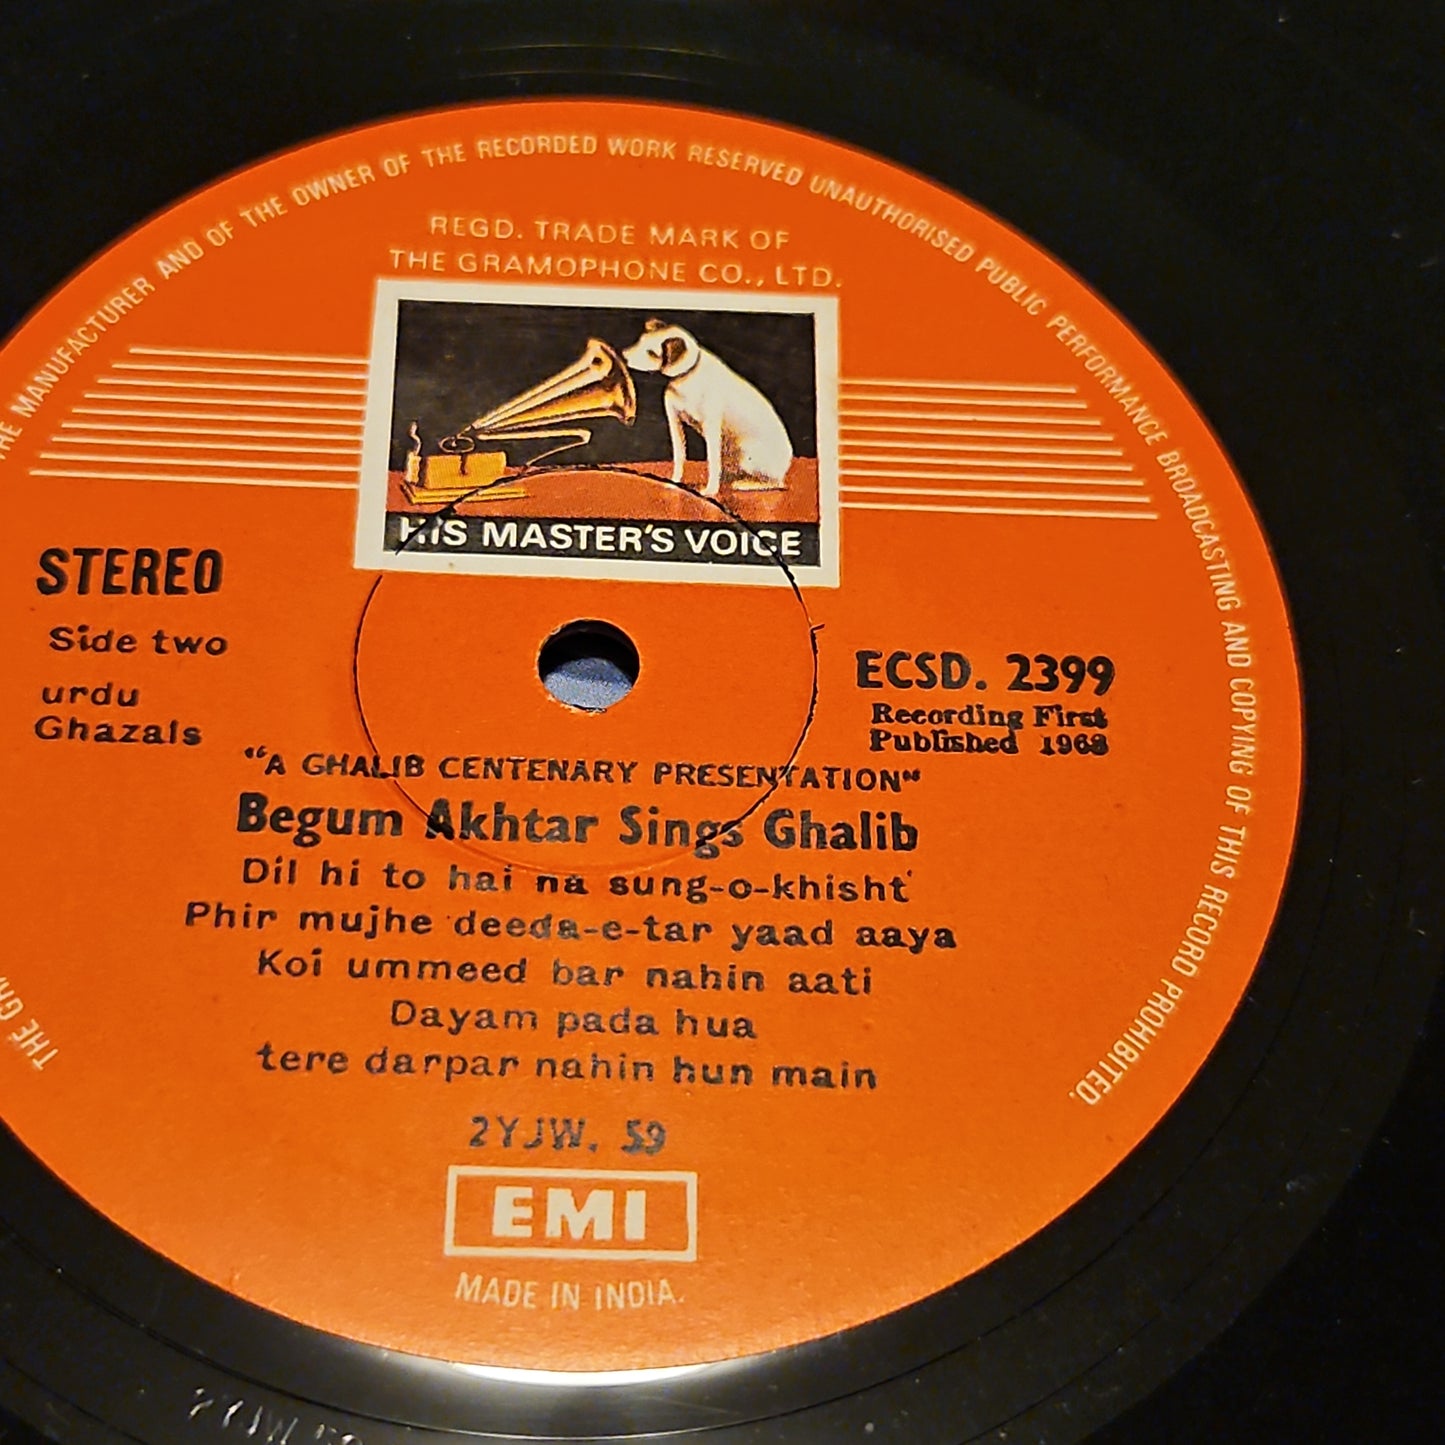 THE MANUFACTURER AND OF THE OWNER OF THE RECORDED WORK RESERVED UNAUTHORISED PUBLIC PERFORMANCE BROADCASTING AND COPYING OF THIS RECORD PROHIBITED.
REGD. TRADE MARK OF
THE GRAMOPHONE CO., LTD.
HIS MASTER'S VOICE
STEREO
Side two
urdu
Ghazals
ECSD. 2399
Recording First
Published 1968
"A GHALIB CENTENARY PRESENTATION"
Begum Akhtar Sings Ghalib
Dil hi to hai na sung-o-khisht
Phir mujhe deeda-e-tar yaad aaya
Koi ummeed bar nahin aati
Dayam pada hua
tere darpar nahin hun main
2YJW. 59
EMI
MADE IN INDIA.
THE
2YJW